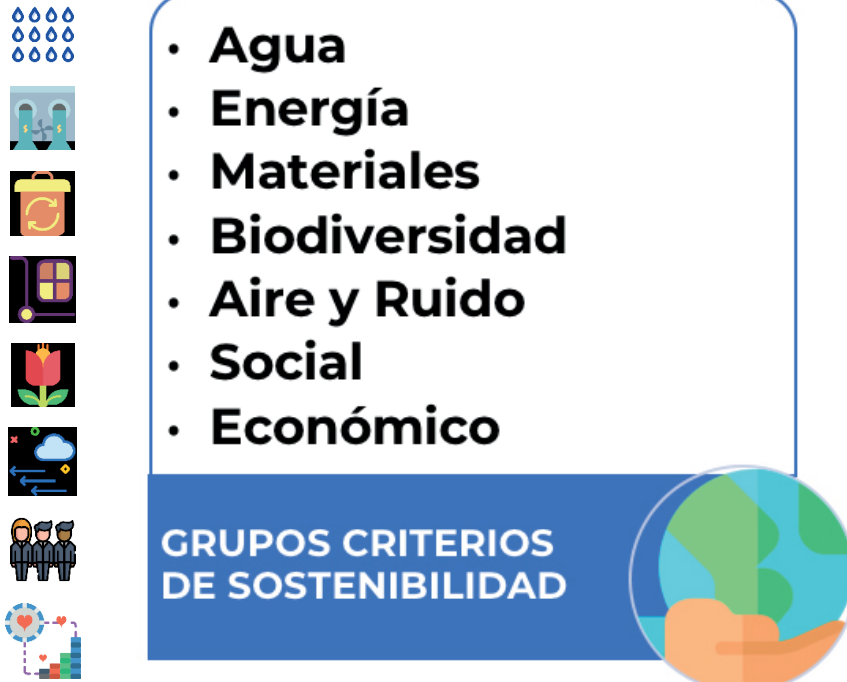 • Agua
• Energía
• Materiales
• Biodiversidad
• Aire y Ruido
• Social
• Económico
GRUPOS CRITERIOS
DE SOSTENIBILIDAD